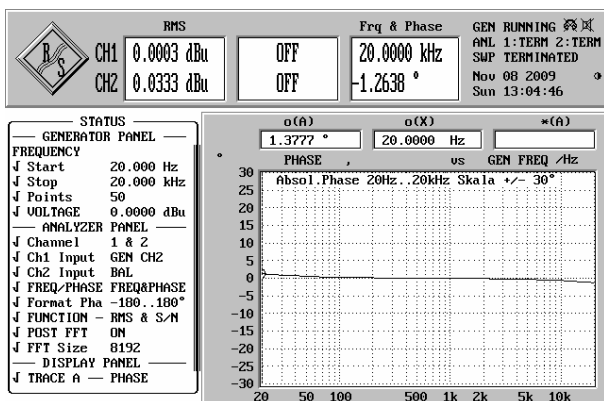 RMS
Frq & Phase
R S
CH1 0.0003 dBu OFF 20.0000 kHz
CH2 0.0333 dBu OFF -1.2638 °
GEN RUNNING
ANL 1:TERM 2:TERM
SWP TERMINATED
Nov 08 2009
Sun 13:04:46
STATUS
GENERATOR PANEL
FREQUENCY
Start 20.000 Hz
Stop 20.000 kHz
Points 50
VOLTAGE 0.0000 dBu
ANALYZER PANEL
Channel 1 & 2
Ch1 Input GEN CH2
Ch2 Input BAL
FREQ/PHASE FREQ&PHASE
Format Pha -180..180°
FUNCTION - RMS & S/N
POST FFT ON
FFT Size 8192
DISPLAY PANEL
TRACE A — PHASE
o(A) o(X) *(A)
1.3777 ° 20.0000 Hz
° PHASE , vs GEN FREQ /Hz
Absol.Phase 20Hz..20kHz Skala +/- 30°
30
25
20
15
10
5
0
-5
-10
-15
-20
-25
-30
20 50 100 500 1k 2k 5k 10k